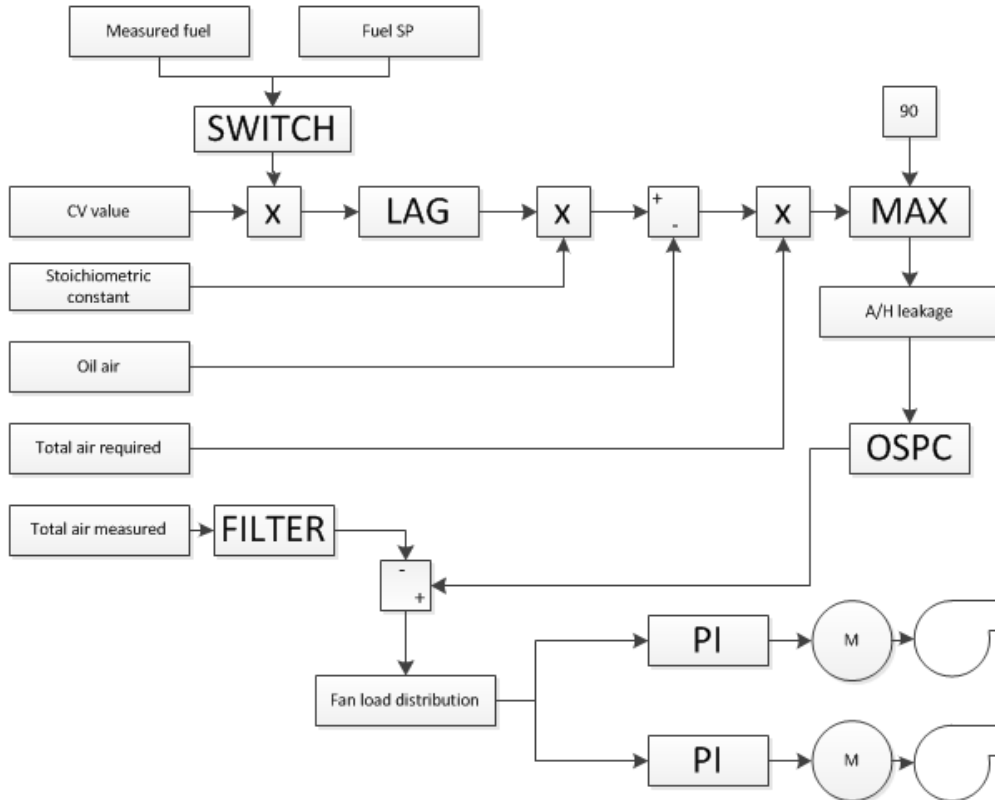 Measured fuel
Fuel SP
SWITCH
90
CV value
x
LAG
x
+
-
x
MAX
Stoichiometric
constant
A/H leakage
Oil air
Total air required
OSPC
Total air measured
FILTER
-
+
PI
M
Fan load distribution
PI
M